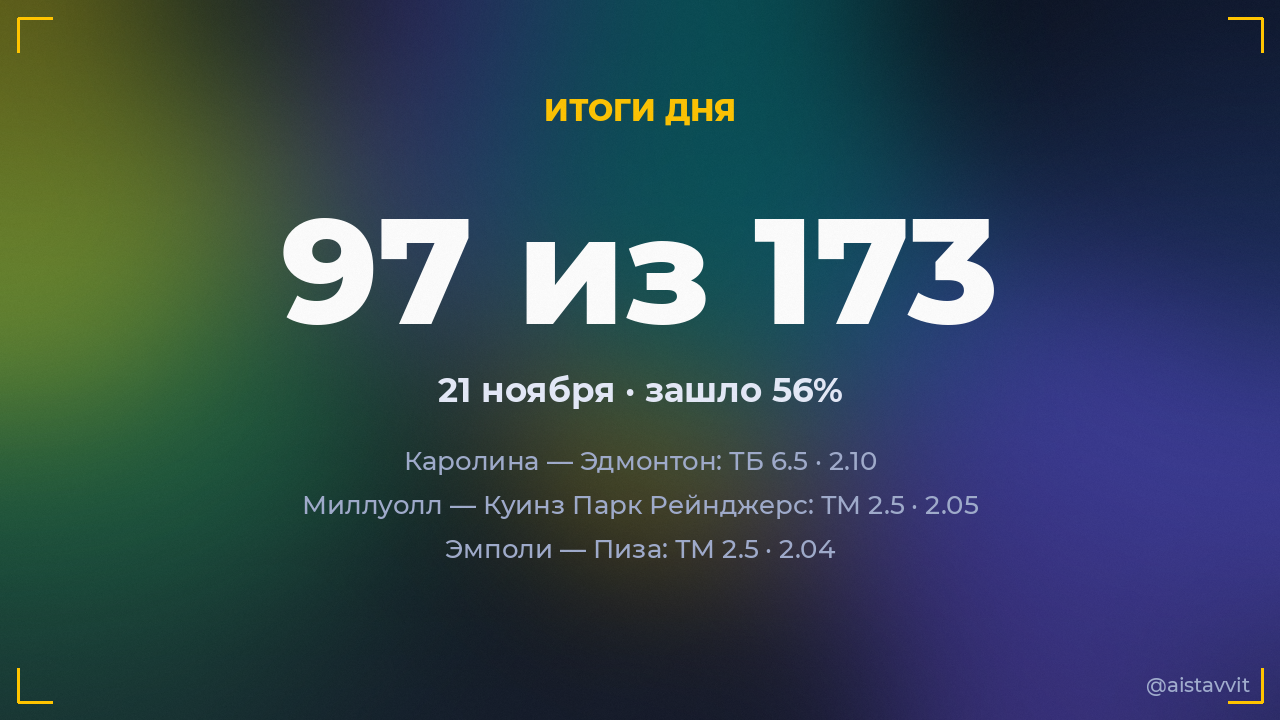 ИТОГИ ДНЯ
97 из 173
21 ноября · зашло 56%
Каролина — Эдмонтон: ТБ 6.5 · 2.10
Миллуолл — Куинз Парк Рейнджерс: ТМ 2.5 · 2.05
Эмполи — Пиза: ТМ 2.5 · 2.04
@aistavvit